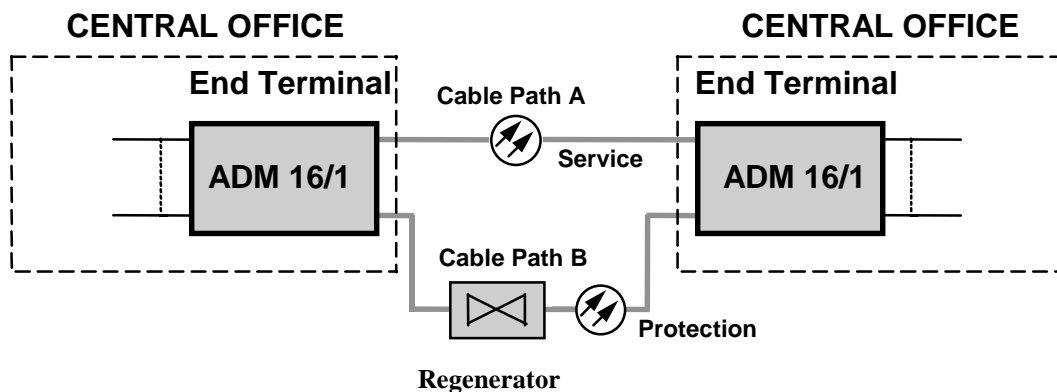 CENTRAL OFFICE
CENTRAL OFFICE
End Terminal
Cable Path A
End Terminal
Service
ADM 16/1
ADM 16/1
Cable Path B
Protection
Regenerator